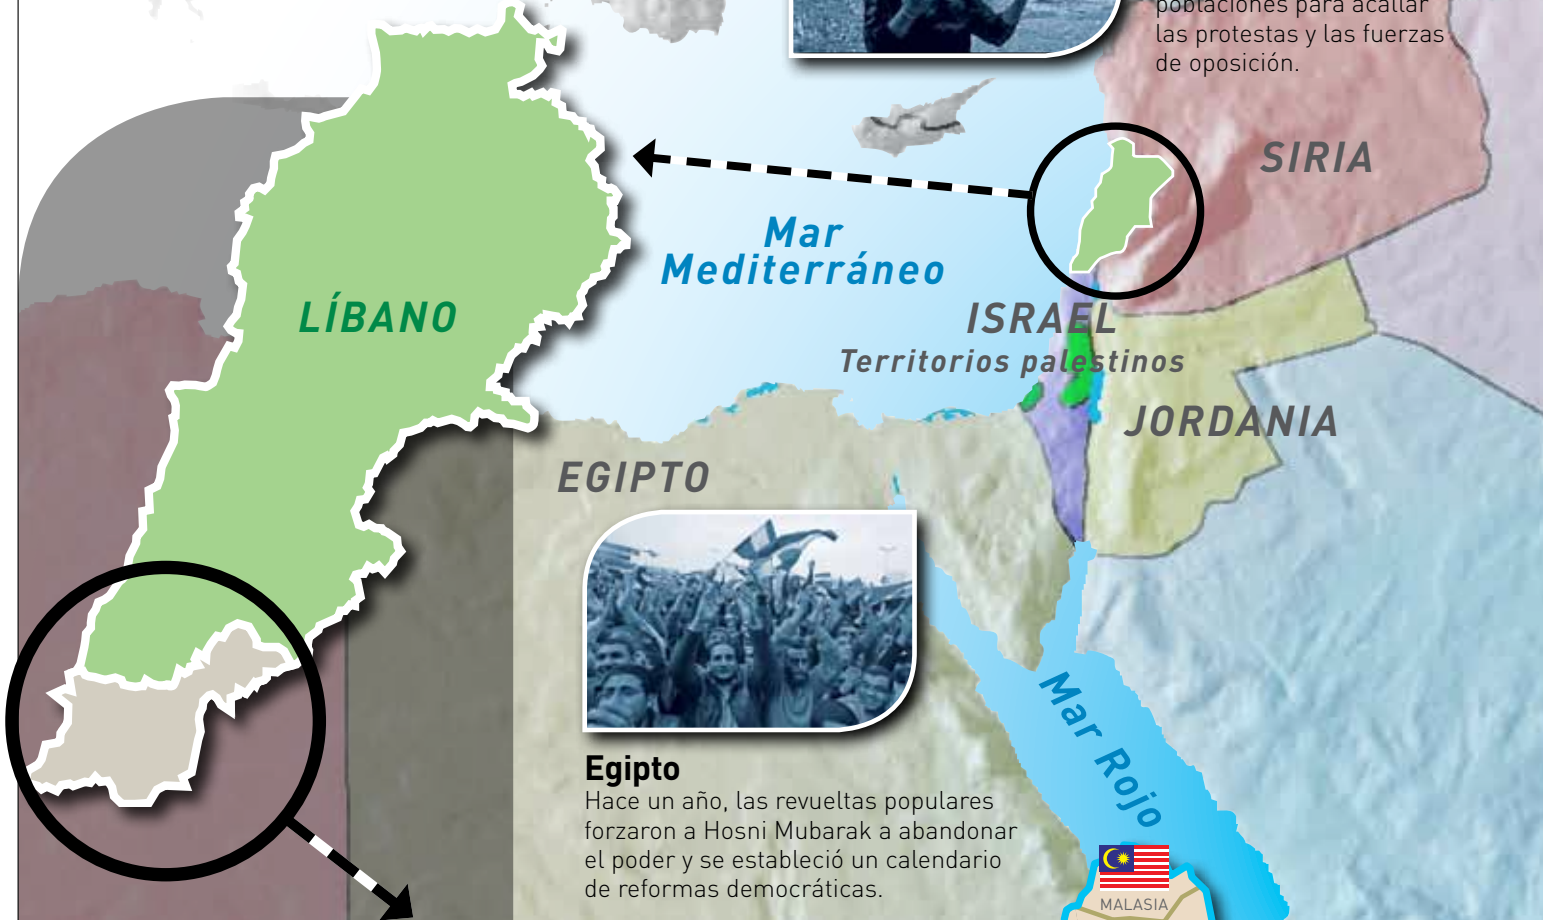 poblaciones para acallar
las protestas y las fuerzas
de oposición.
SIRIA
Mar
Mediterráneo
LÍBANO
ISRAEL
Territorios palestinos
JORDANIA
EGIPTO
Mar Rojo
Egipto
Hace un año, las revueltas populares
forzaron a Hosni Mubarak a abandonar
el poder y se estableció un calendario
de reformas democráticas.
MALASIA